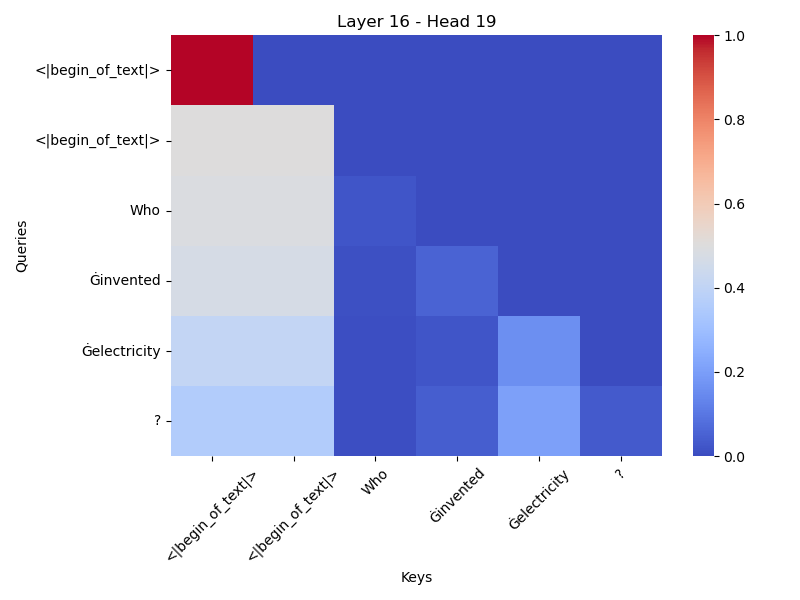 Layer 16 - Head 19
<|begin_of_text|>
<|begin_of_text|>
Who
Ġinvented
Ġelectricity
?
Queries
<|begin_of_text|>
<|begin_of_text|>
Who
Ġinvented
Ġelectricity
?
Keys
1.0
0.8
0.6
0.4
0.2
0.0